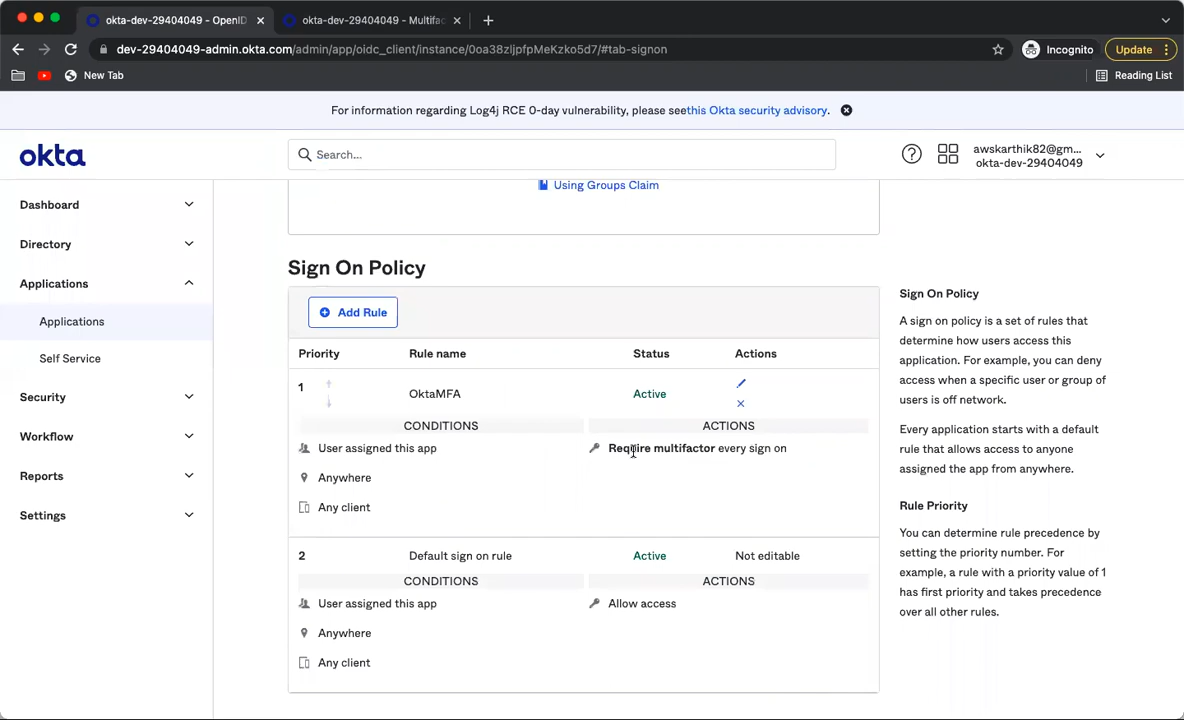 okta-dev-29404049 - OpenID
okta-dev-29404049 - Multifac
dev-29404049-admin.okta.com/admin/app/oidc_client/instance/0oa38zljpfpMeKzko5d7/#tab-signon
Incognito
Update
New Tab
Reading List
For information regarding Log4j RCE 0-day vulnerability, please seethis Okta security advisory.
okta
Search...
awskarthik82@gm...
okta-dev-29404049
Dashboard
Directory
Applications
Applications
Self Service
Security
Workflow
Reports
Settings
Using Groups Claim
Sign On Policy
Add Rule
Priority Rule name Status Actions
1 OktaMFA Active
CONDITIONS ACTIONS
User assigned this app Require multifactor every sign on
Anywhere
Any client
2 Default sign on rule Active Not editable
CONDITIONS ACTIONS
User assigned this app Allow access
Anywhere
Any client
Sign On Policy
A sign on policy is a set of rules that
determine how users access this
application. For example, you can deny
access when a specific user or group of
users is off network.
Every application starts with a default
rule that allows access to anyone
assigned the app from anywhere.
Rule Priority
You can determine rule precedence by
setting the priority number. For
example, a rule with a priority value of 1
has first priority and takes precedence
over all other rules.